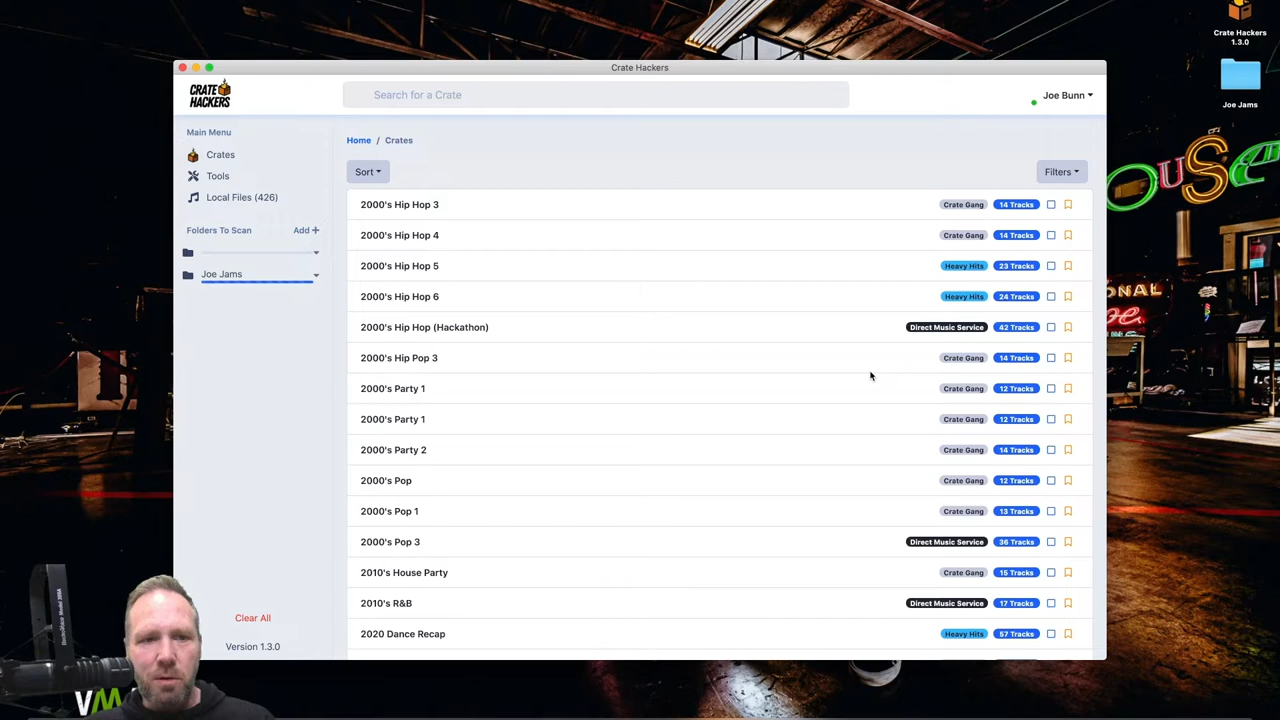 Crate Hackers
Crate Hackers
1.3.0
CRATE
HACKERS
Search for a Crate
Joe Bunn
Joe Jams
Main Menu
Home / Crates
Crates
Tools
Local Files (426)
Sort
Filters
Folders To Scan
Add +
Joe Jams
2000's Hip Hop 3 Crate Gang 14 Tracks
2000's Hip Hop 4 Crate Gang 14 Tracks
2000's Hip Hop 5 Heavy Hits 23 Tracks
2000's Hip Hop 6 Heavy Hits 24 Tracks
2000's Hip Hop (Hackathon) Direct Music Service 42 Tracks
2000's Hip Pop 3 Crate Gang 14 Tracks
2000's Party 1 Crate Gang 12 Tracks
2000's Party 1 Crate Gang 12 Tracks
2000's Party 2 Crate Gang 14 Tracks
2000's Pop Crate Gang 12 Tracks
2000's Pop 1 Crate Gang 13 Tracks
2000's Pop 3 Direct Music Service 36 Tracks
2010's House Party Crate Gang 15 Tracks
2010's R&B Direct Music Service 17 Tracks
2020 Dance Recap Heavy Hits 57 Tracks
Clear All
Version 1.3.0